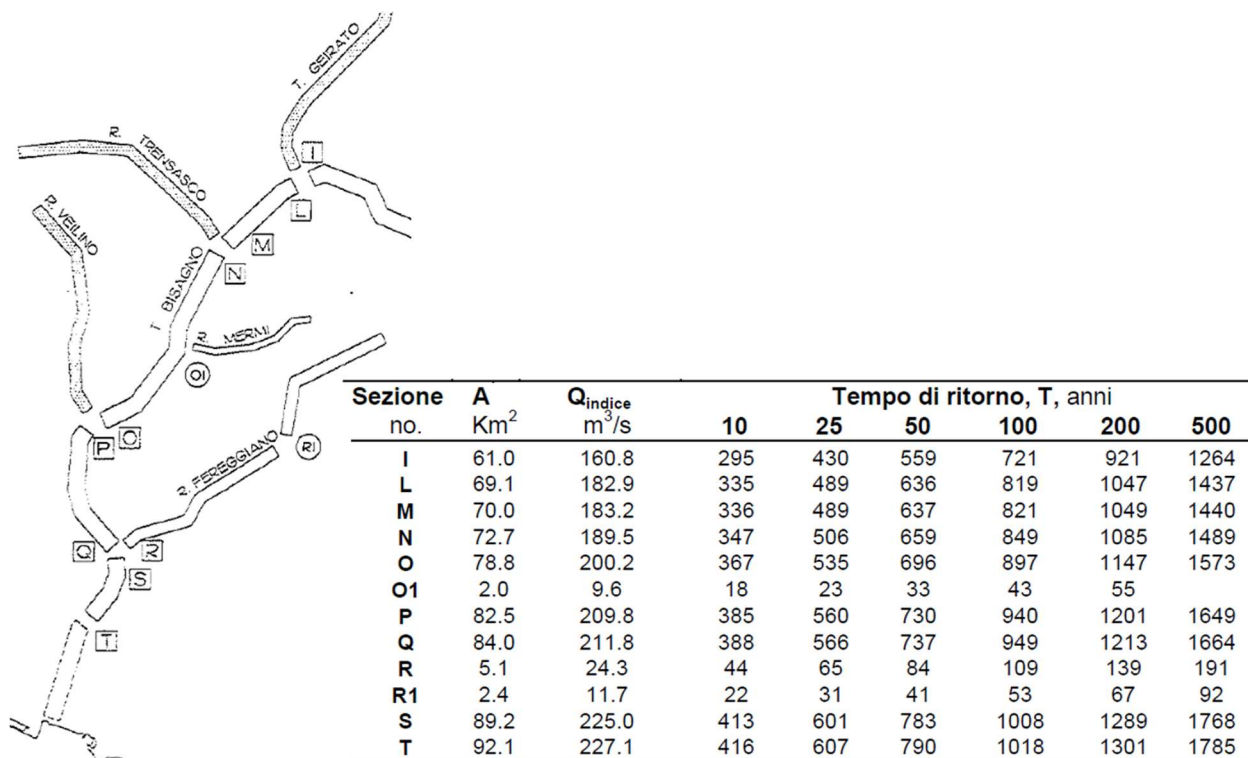 T. GEIRATO
R. TRENSASCO
I
L
R. VEILINO
M
N
T. BISAGNO
R. MERMI
O1
P O
R1
R. FEREGGIANO
Q R
S
T
Sezione A Qindice Tempo di ritorno, T, anni
no. Km² m³/s 10 25 50 100 200 500
I 61.0 160.8 295 430 559 721 921 1264
L 69.1 182.9 335 489 636 819 1047 1437
M 70.0 183.2 336 489 637 821 1049 1440
N 72.7 189.5 347 506 659 849 1085 1489
O 78.8 200.2 367 535 696 897 1147 1573
O1 2.0 9.6 18 23 33 43 55
P 82.5 209.8 385 560 730 940 1201 1649
Q 84.0 211.8 388 566 737 949 1213 1664
R 5.1 24.3 44 65 84 109 139 191
R1 2.4 11.7 22 31 41 53 67 92
S 89.2 225.0 413 601 783 1008 1289 1768
T 92.1 227.1 416 607 790 1018 1301 1785